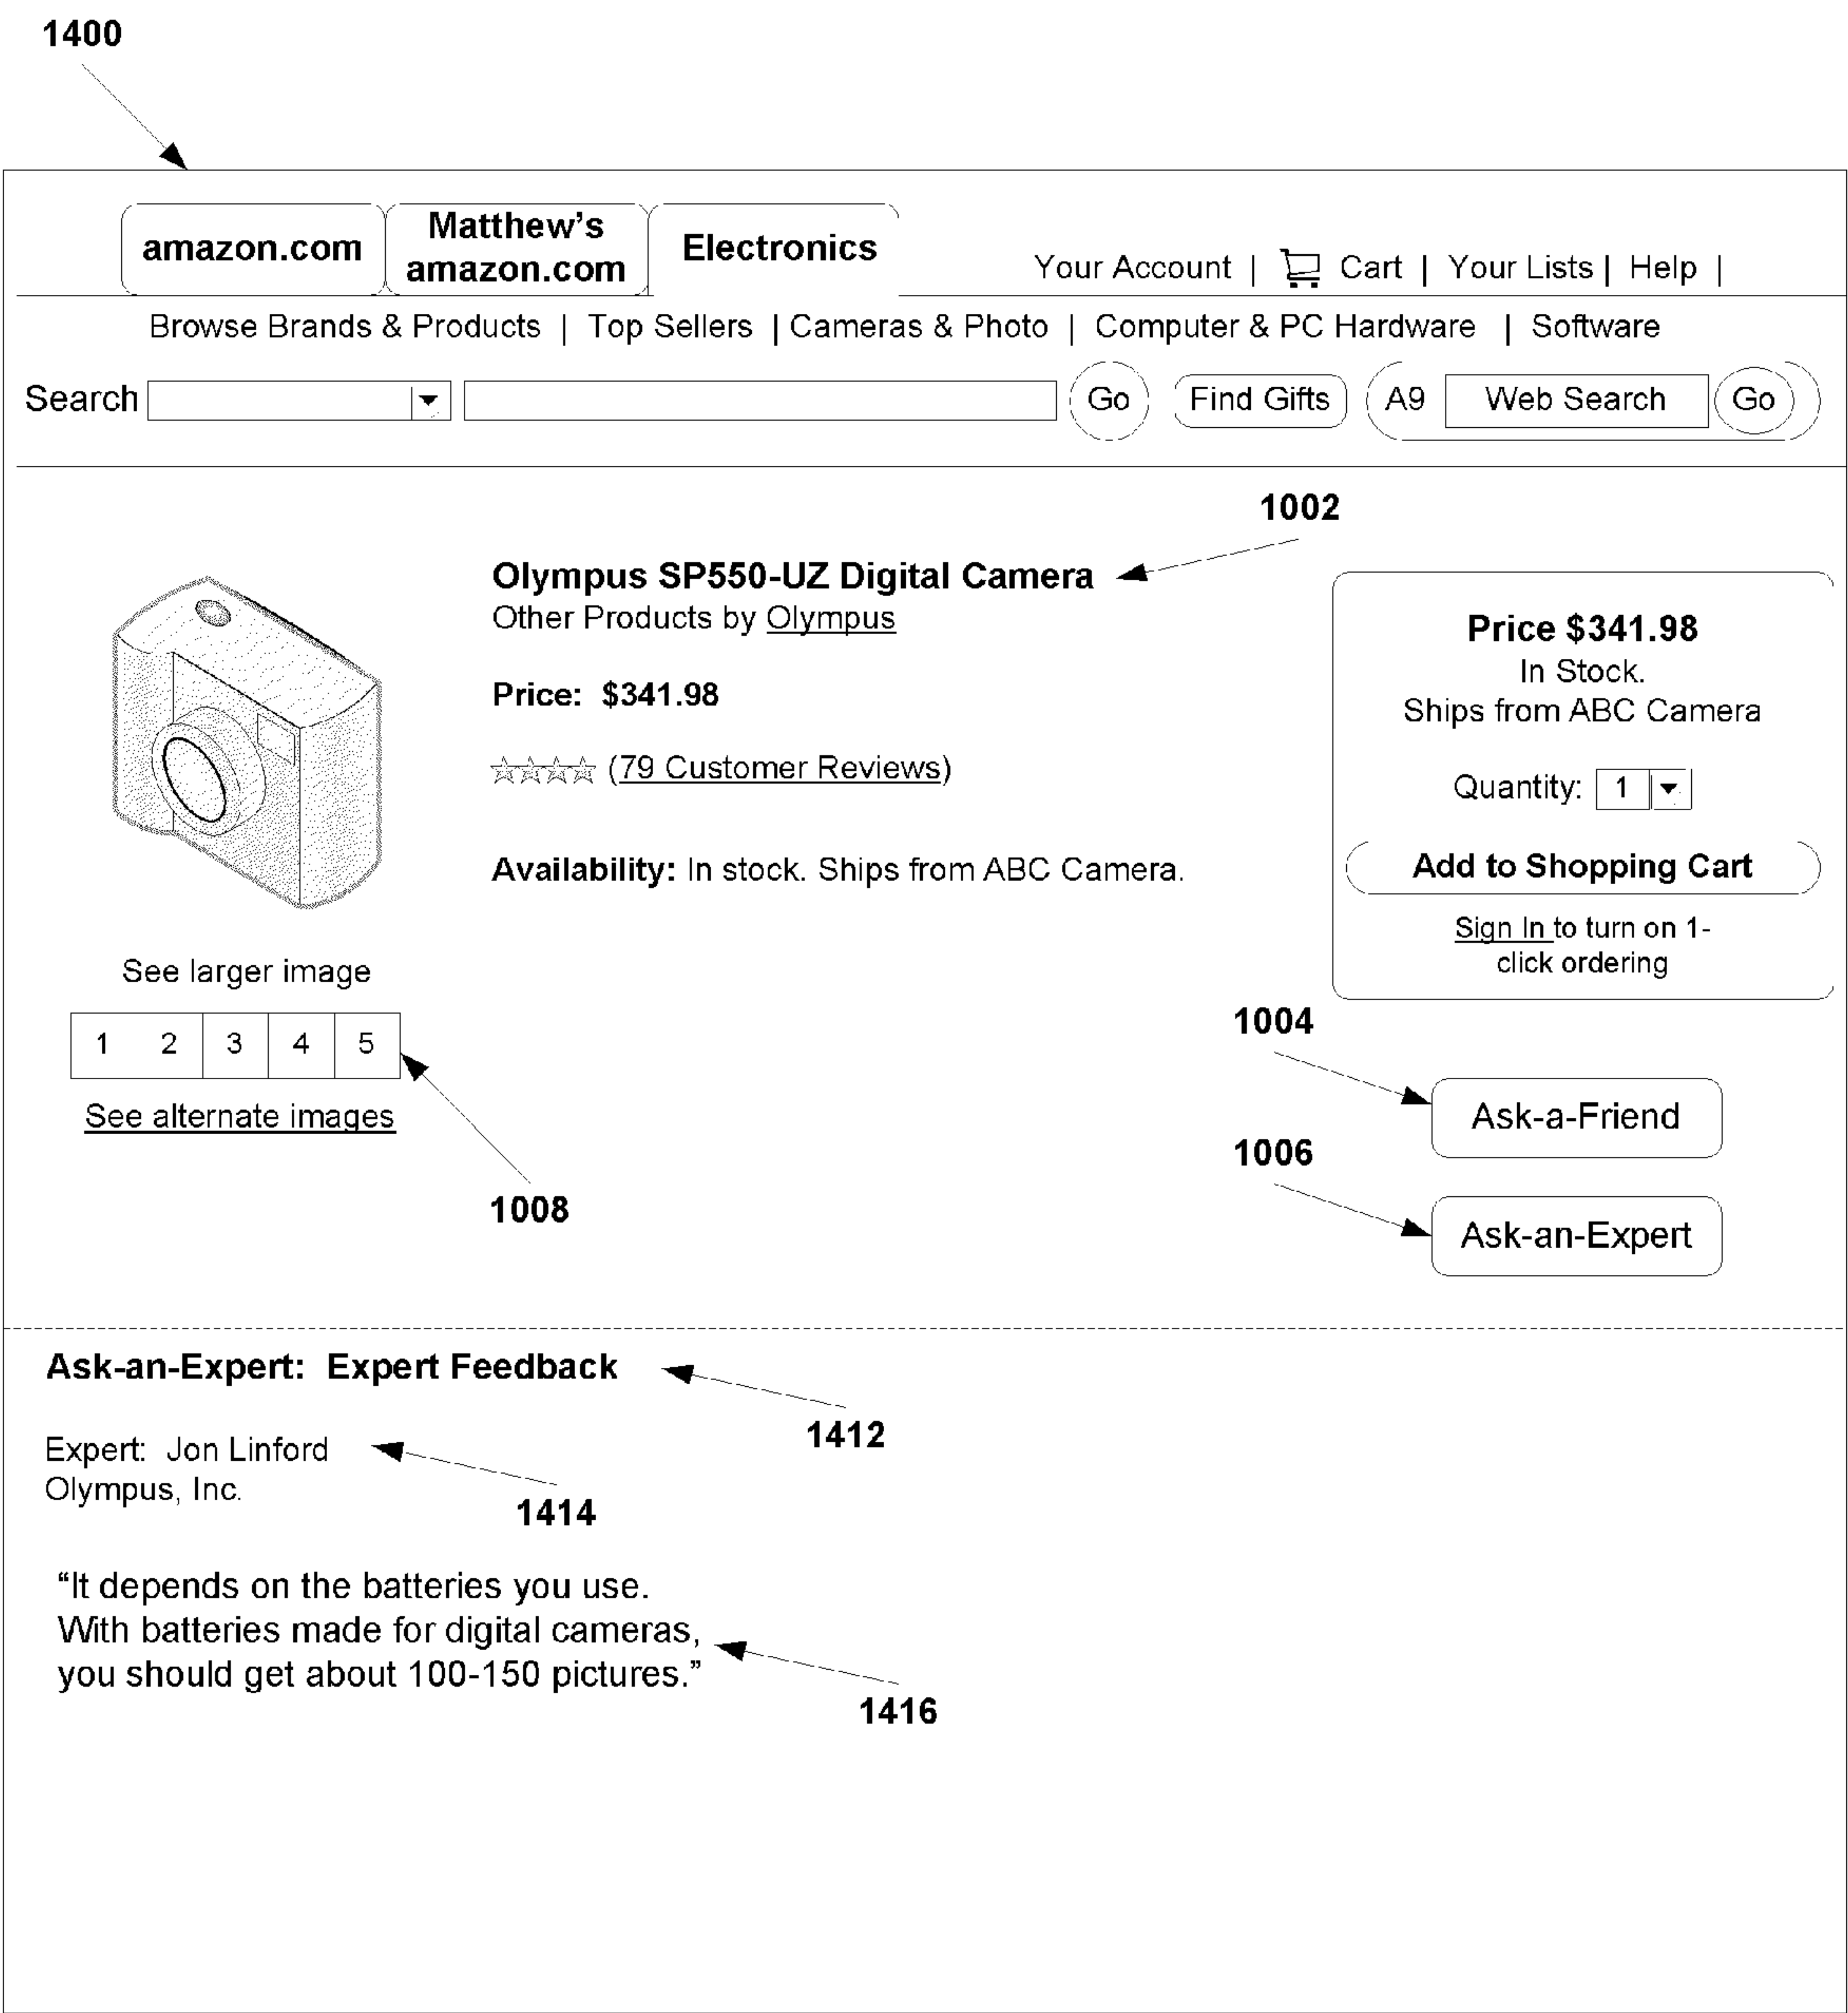 1400
amazon.com
Matthew's
amazon.com
Electronics
Your Account | Cart | Your Lists | Help |
Browse Brands & Products | Top Sellers | Cameras & Photo | Computer & PC Hardware | Software
Search
Go
Find Gifts
A9
Web Search
Go
1002
Olympus SP550-UZ Digital Camera
Other Products by Olympus
Price: $341.98
(79 Customer Reviews)
Availability: In stock. Ships from ABC Camera.
Price $341.98
In Stock.
Ships from ABC Camera
Quantity: 1
Add to Shopping Cart
Sign In to turn on 1-
click ordering
See larger image
1 2 3 4 5
See alternate images
1008
1004
Ask-a-Friend
1006
Ask-an-Expert
Ask-an-Expert: Expert Feedback
1412
Expert: Jon Linford
Olympus, Inc.
1414
“It depends on the batteries you use.
With batteries made for digital cameras,
you should get about 100-150 pictures.”
1416